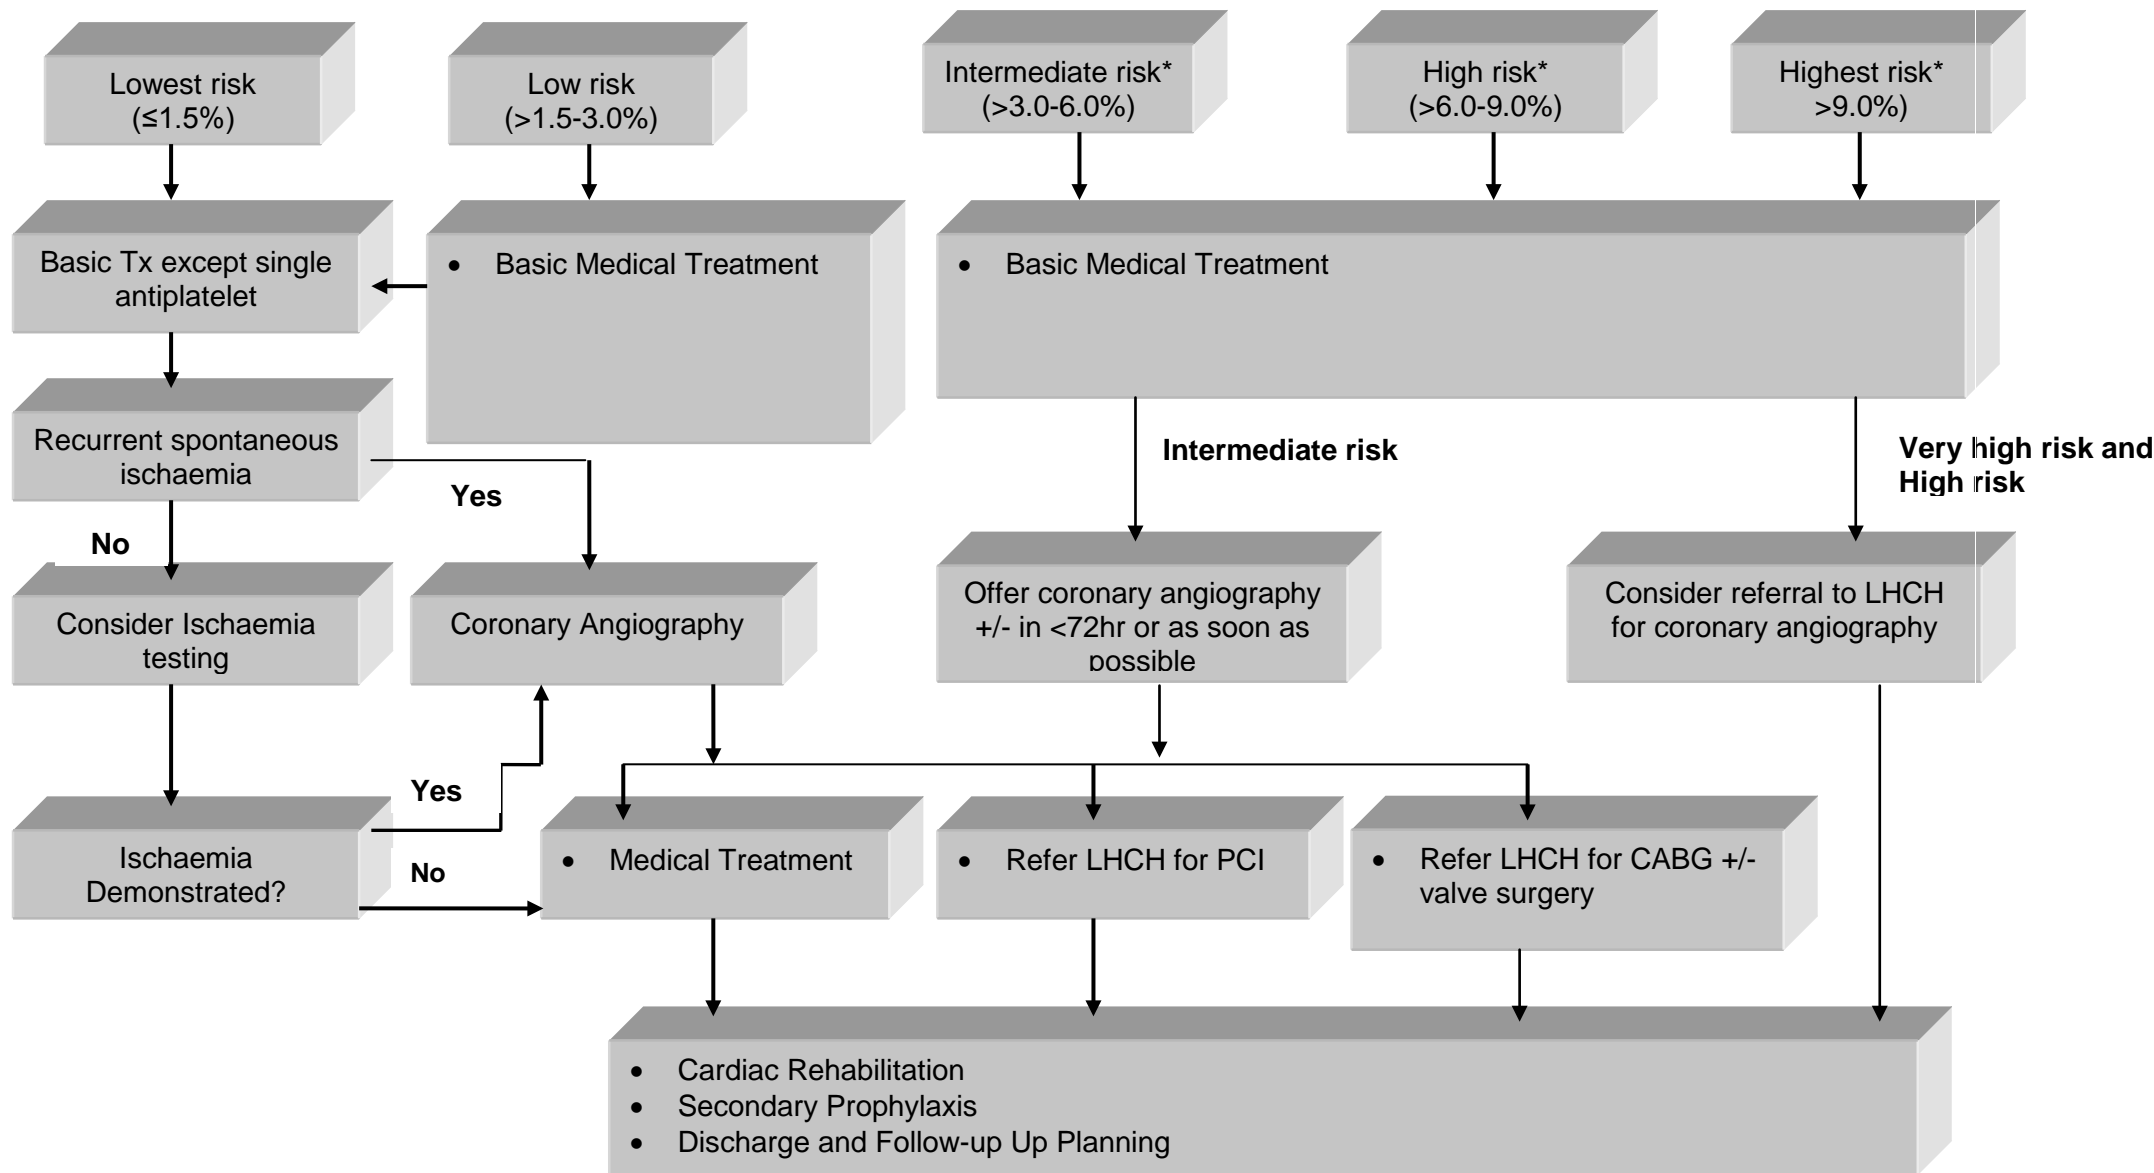 Lowest risk
(≤1.5%)
Low risk
(>1.5-3.0%)
Intermediate risk*
(>3.0-6.0%)
High risk*
(>6.0-9.0%)
Highest risk*
>9.0%)
Basic Tx except single
antiplatelet
• Basic Medical Treatment
• Basic Medical Treatment
Recurrent spontaneous
ischaemia
Yes
No
Intermediate risk
Very high risk and
High risk
Consider Ischaemia
testing
Coronary Angiography
Offer coronary angiography
+/- in <72hr or as soon as
possible
Consider referral to LHCH
for coronary angiography
Yes
Ischaemia
Demonstrated?
No
• Medical Treatment
• Refer LHCH for PCI
• Refer LHCH for CABG +/-
valve surgery
• Cardiac Rehabilitation
• Secondary Prophylaxis
• Discharge and Follow-up Up Planning